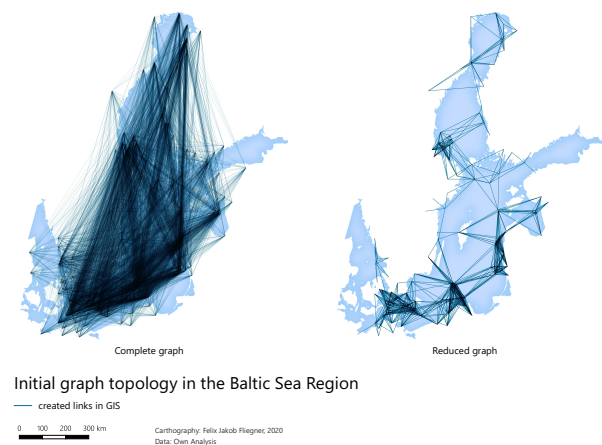 Complete graph
Reduced graph
Initial graph topology in the Baltic Sea Region
created links in GIS
0 100 200 300 km
Carthography: Felix Jakob Fliegner, 2020
Data: Own Analysis